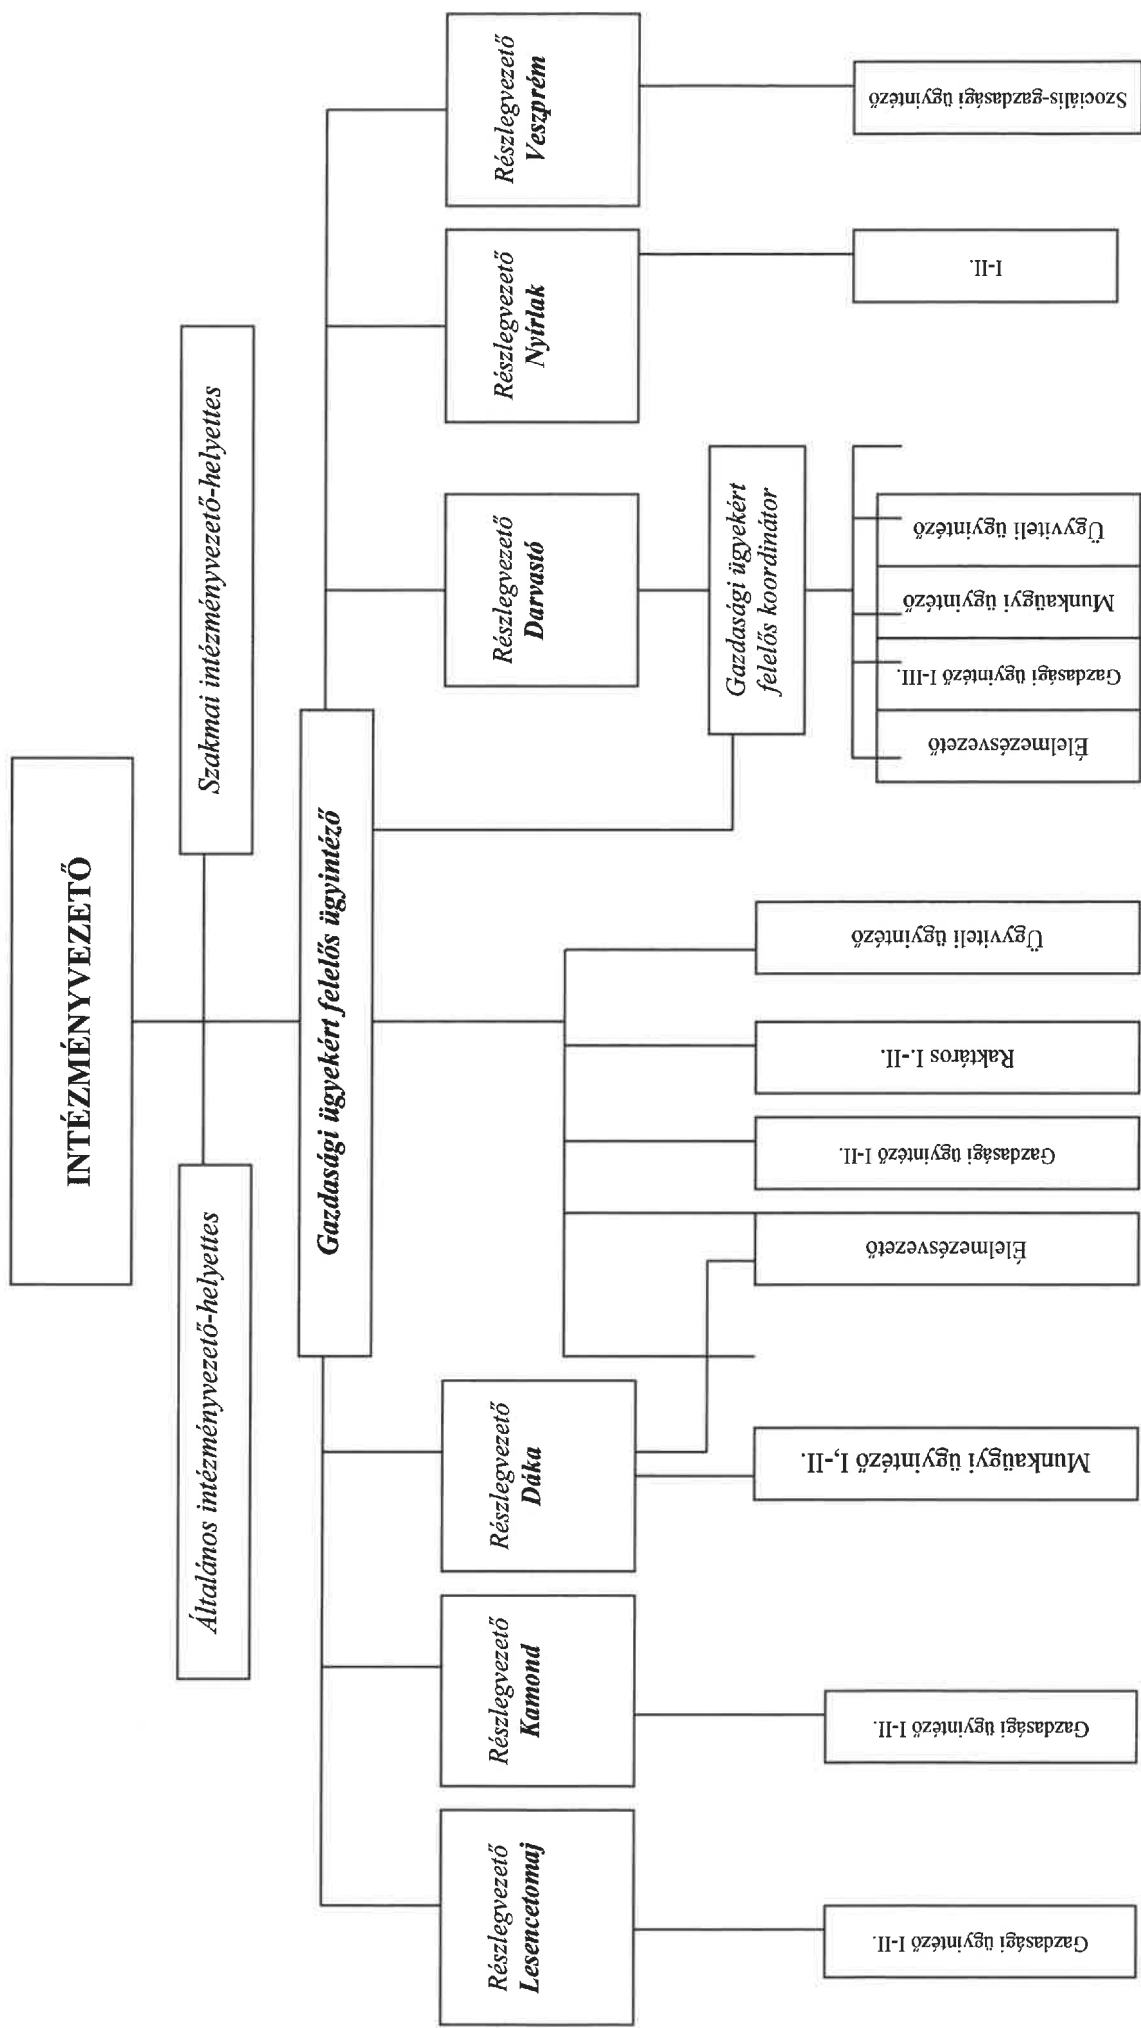 INTÉZMÉNYVEZETŐ
Általános intézményvezető-helyettes
Szakmai intézményvezető-helyettes
Gazdasági ügyekért felelős ügyintéző
Részlegvezető
Lesencetomaj
Részlegvezető
Kamond
Részlegvezető
Dáka
Részlegvezető
Darvastó
Részlegvezető
Nyírlak
Részlegvezető
Veszprém
Gazdasági ügyekért
felelős koordinátor
Gazdasági ügyintéző I-II.
Gazdasági ügyintéző I-II.
Munkaügyi ügyintéző I,-II.
Élelmezésvezető
Gazdasági ügyintéző I-II.
Raktáros I.-II.
Ügyviteli ügyintéző
Élelmezésvezető
Gazdasági ügyintéző I-III.
Munkaügyi ügyintéző
Ügyviteli ügyintéző
I-II.
Szociális-gazdasági ügyintéző